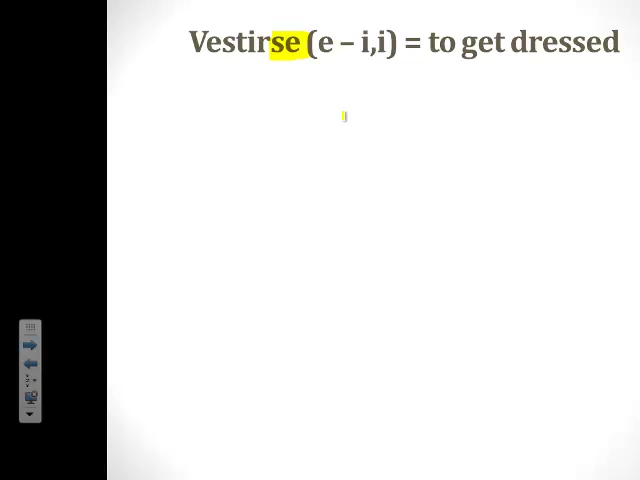 Vestirse (e – i,i) = to get dressed